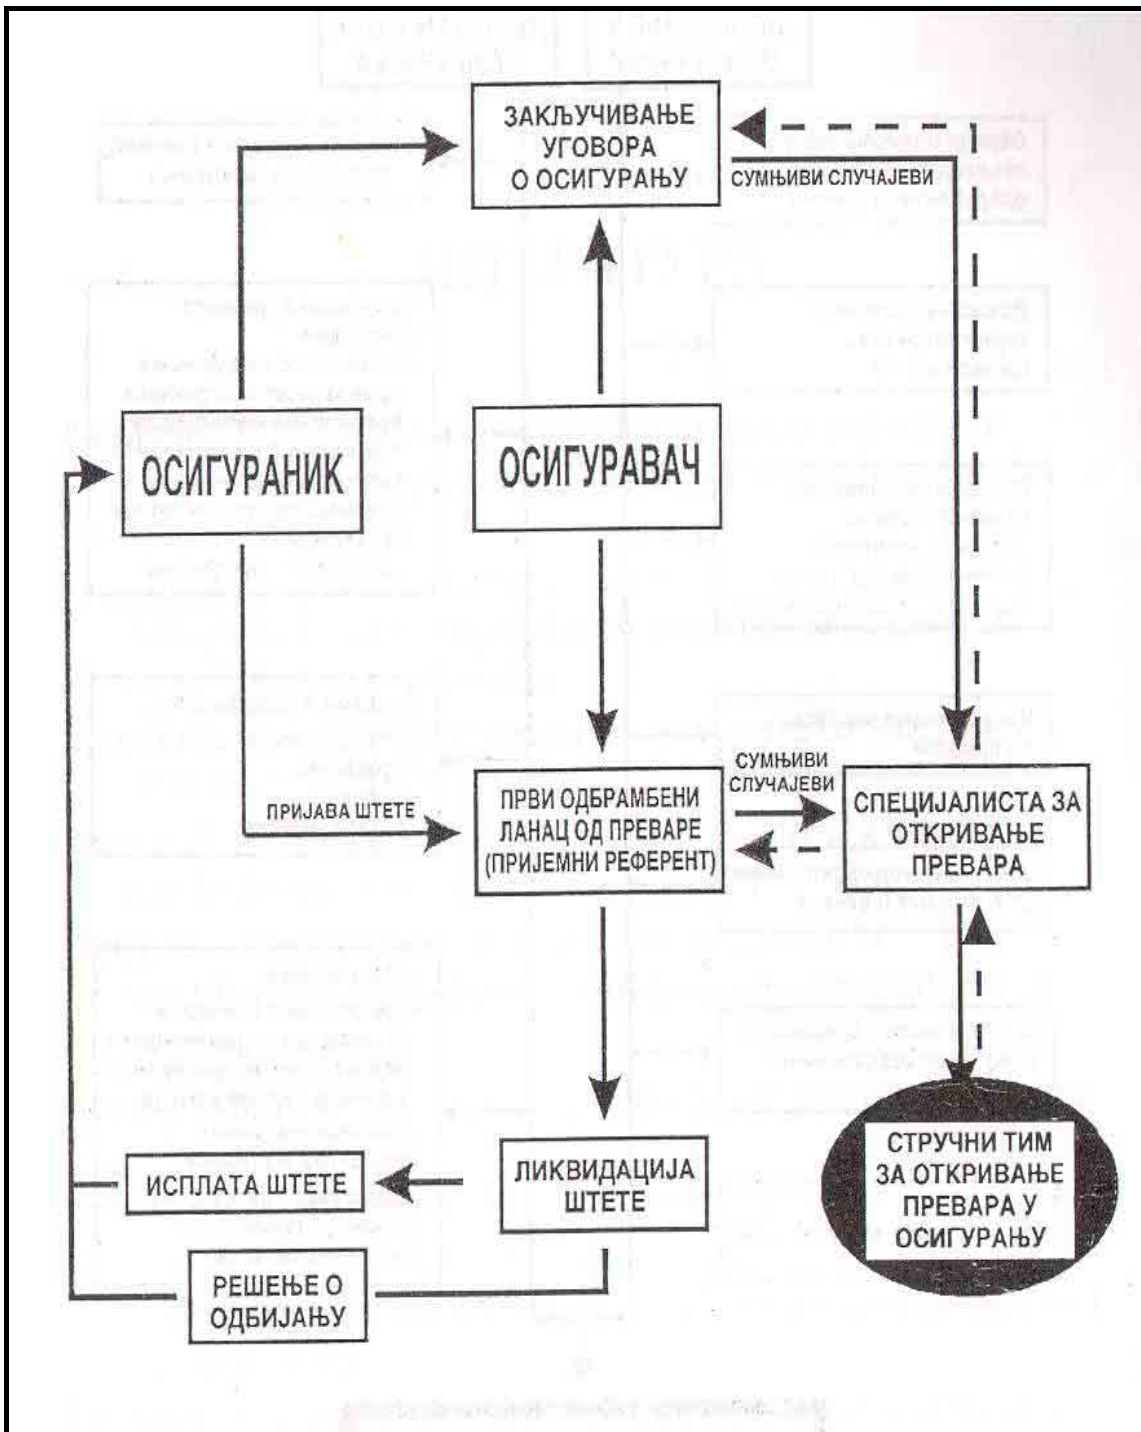 ЗАКЉУЧИВАЊЕ
УГОВОРА
О ОСИГУРАЊУ
СУМЊИВИ СЛУЧАЈЕВИ
ОСИГУРАНИК
ОСИГУРАВАЧ
ПРИЈАВА ШТЕТЕ
ПРВИ ОДБРАМБЕНИ
ЛАНАЦ ОД ПРЕВАРЕ
(ПРИЈЕМНИ РЕФЕРЕНТ)
СУМЊИВИ
СЛУЧАЈЕВИ
СПЕЦИЈАЛИСТА ЗА
ОТКРИВАЊЕ
ПРЕВАРА
ИСПЛАТА ШТЕТЕ
ЛИКВИДАЦИЈА
ШТЕТЕ
СТРУЧНИ ТИМ
ЗА ОТКРИВАЊЕ
ПРЕВАРА У
ОСИГУРАЊУ
РЕШЕЊЕ О
ОДБИЈАЊУ